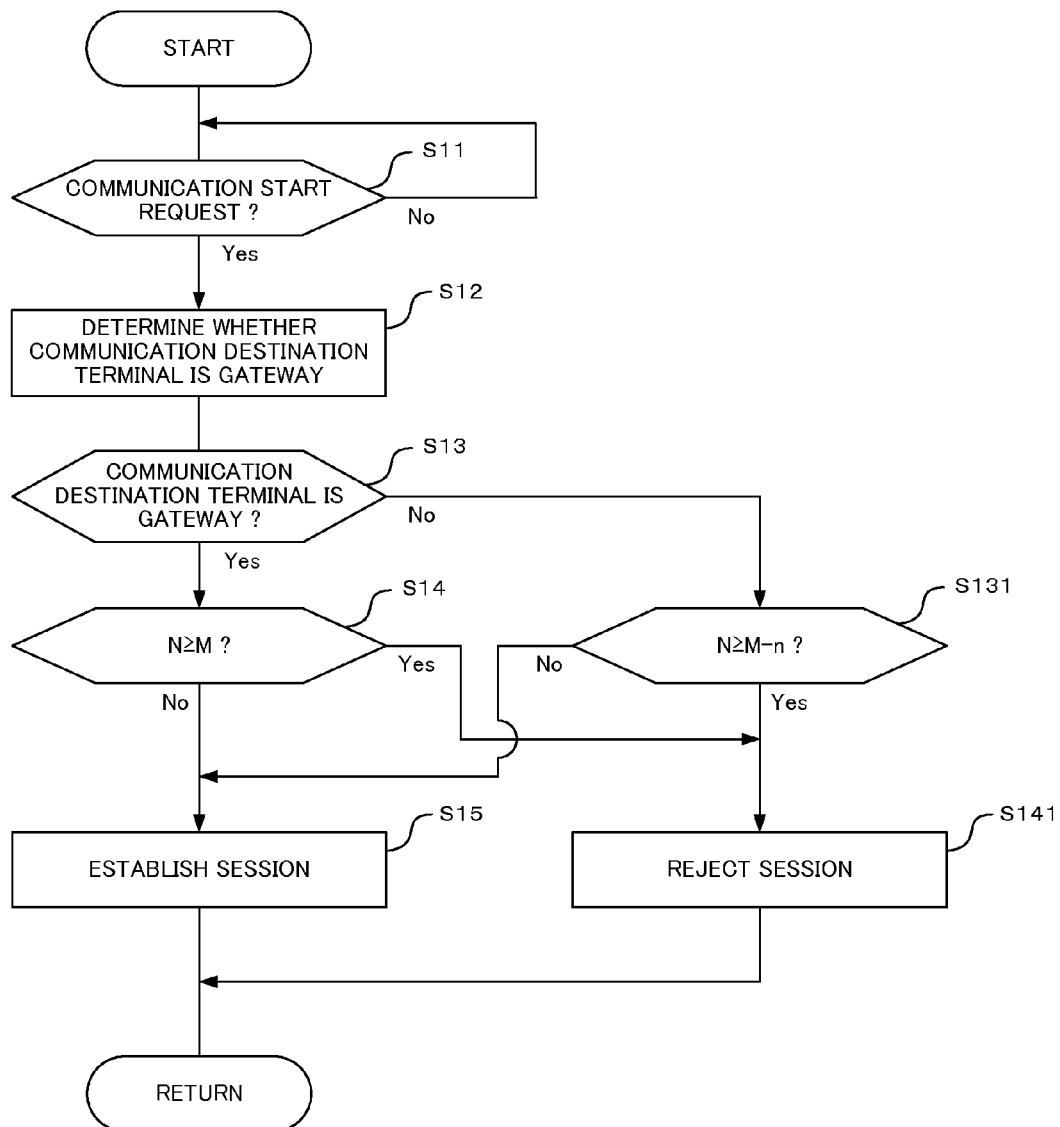 START
S11
COMMUNICATION START
REQUEST ?
No
Yes
S12
DETERMINE WHETHER
COMMUNICATION DESTINATION
TERMINAL IS GATEWAY
S13
COMMUNICATION
DESTINATION TERMINAL IS
GATEWAY ?
No
Yes
S14
N≥M ?
Yes
No
S131
N≥M-n ?
No
Yes
S15
ESTABLISH SESSION
S141
REJECT SESSION
RETURN